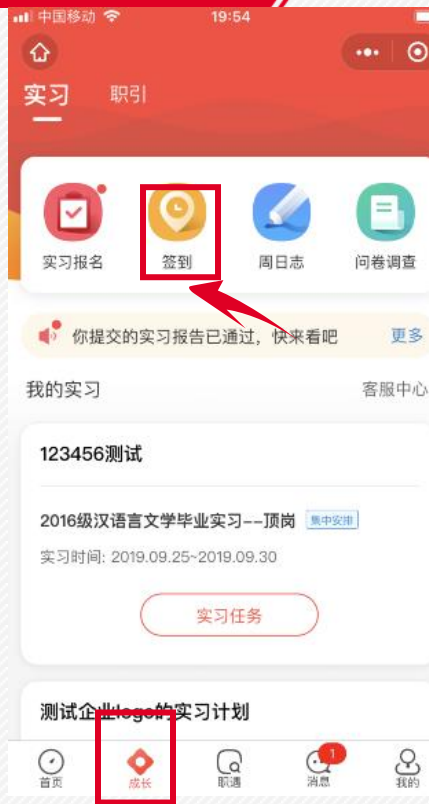 中国移动 19:54
实习 职引
实习报名 签到 周日志 问卷调查
你提交的实习报告已通过，快来看吧 更多
我的实习 客服中心
123456测试
2016级汉语言文学毕业实习--顶岗 集中安排
实习时间: 2019.09.25~2019.09.30
实习任务
测试企业logo的实习计划
1
首页 成长 职遇 消息 我的